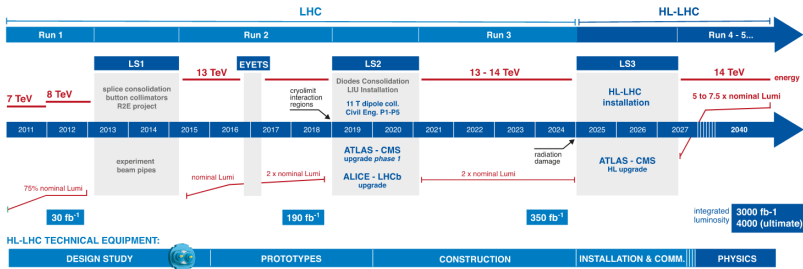 LHC
HL-LHC
Run 1
Run 2
Run 3
Run 4 - 5...
LS1
EYETS
LS2
LS3
13 TeV
13 - 14 TeV
14 TeV
energy
splice consolidation
button collimators
R2E project
Diodes Consolidation
LIU Installation
11 T dipole coll.
Civil Eng. P1-P5
cryolimit
interaction
regions
HL-LHC
installation
7 TeV
8 TeV
5 to 7.5 x nominal Lumi
2011
2012
2013
2014
2015
2016
2017
2018
2019
2020
2021
2022
2023
2024
2025
2026
2027
2040
experiment
beam pipes
ATLAS - CMS
upgrade phase 1
ALICE - LHCb
upgrade
radiation
damage
ATLAS - CMS
HL upgrade
75% nominal Lumi
nominal Lumi
2 x nominal Lumi
2 x nominal Lumi
30 fb-1
190 fb-1
350 fb-1
integrated
luminosity
3000 fb-1
4000 (ultimate)
HL-LHC TECHNICAL EQUIPMENT:
DESIGN STUDY
PROTOTYPES
CONSTRUCTION
INSTALLATION & COMM.
PHYSICS